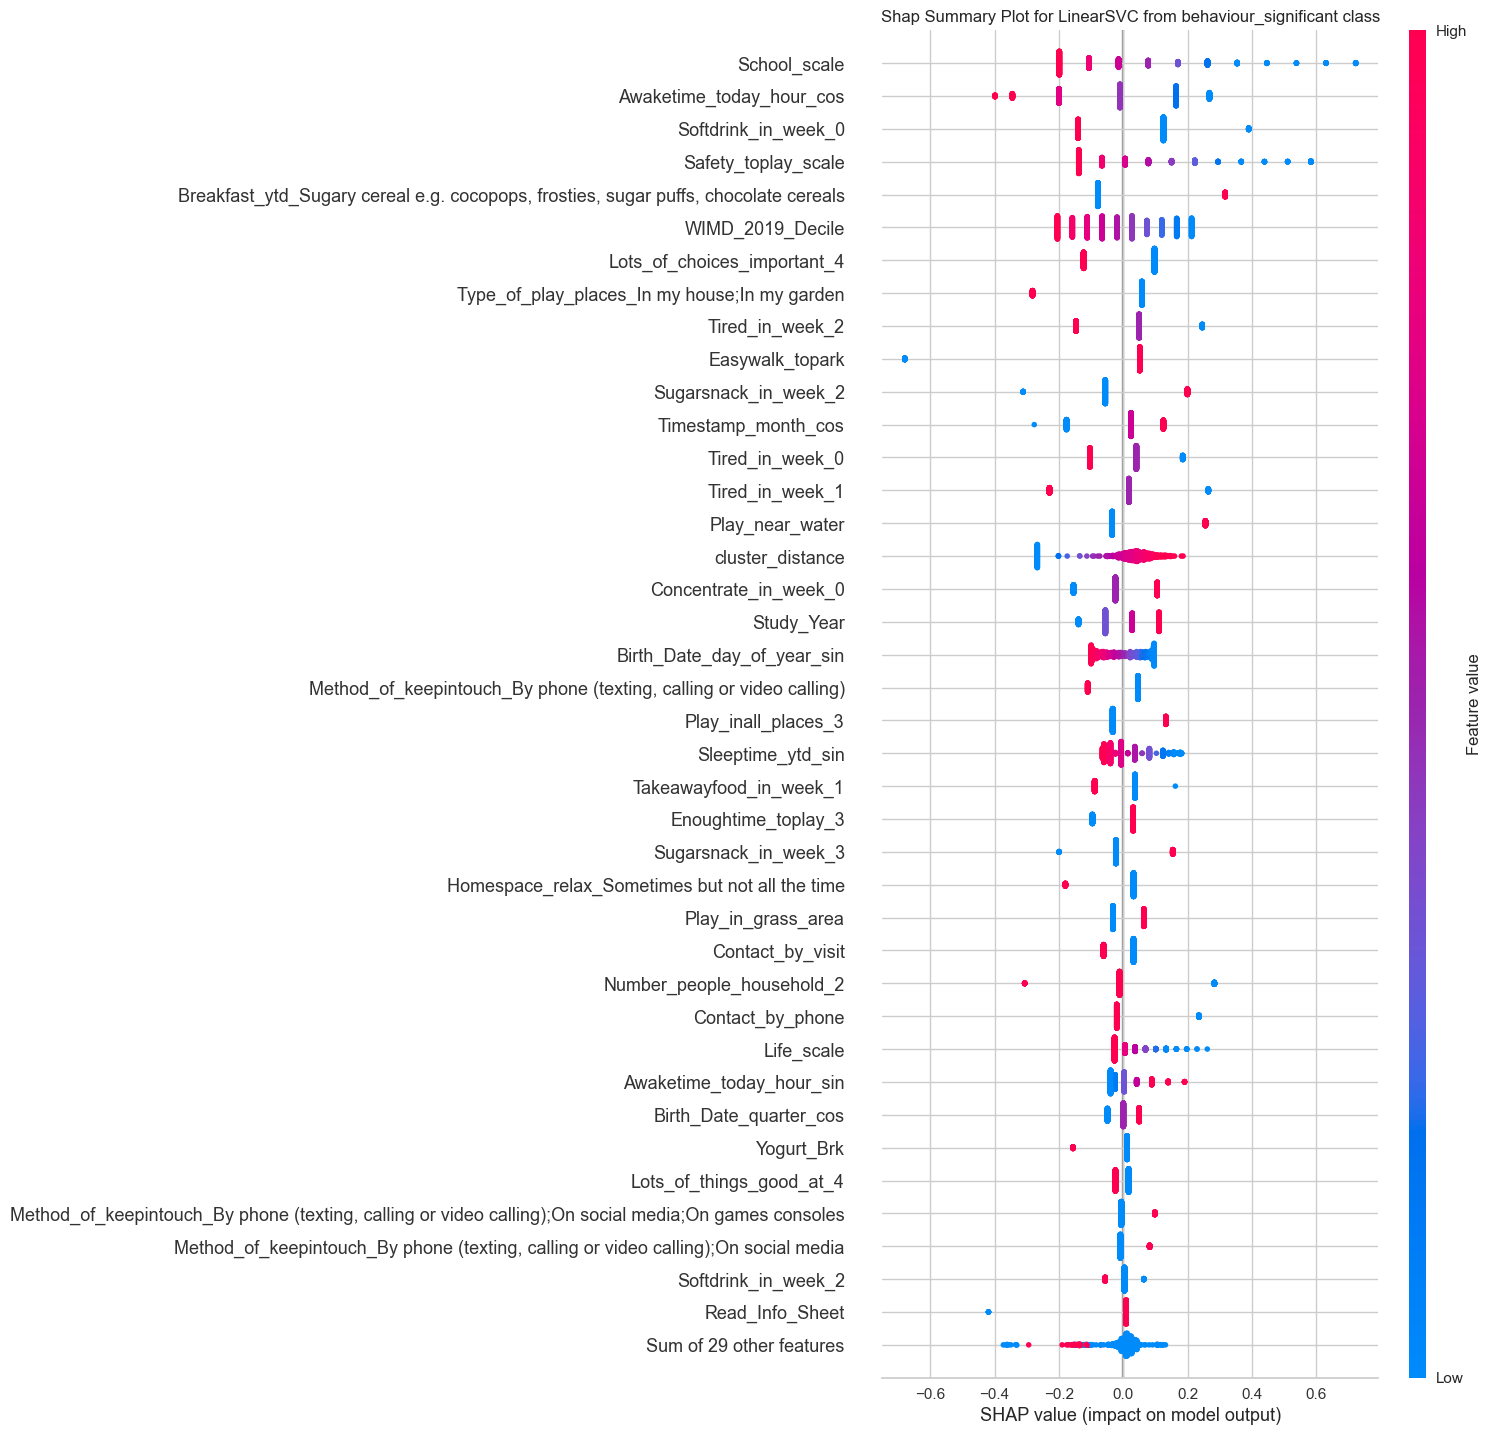 Shap Summary Plot for LinearSVC from behaviour_significant class
High
School_scale
Awaketime_today_hour_cos
Softdrink_in_week_0
Safety_toplay_scale
Breakfast_ytd_Sugary cereal e.g. cocopops, frosties, sugar puffs, chocolate cereals
WIMD_2019_Decile
Lots_of_choices_important_4
Type_of_play_places_In my house;In my garden
Tired_in_week_2
Easywalk_topark
Sugarsnack_in_week_2
Timestamp_month_cos
Tired_in_week_0
Tired_in_week_1
Play_near_water
cluster_distance
Concentrate_in_week_0
Study_Year
Birth_Date_day_of_year_sin
Method_of_keepintouch_By phone (texting, calling or video calling)
Play_inall_places_3
Sleeptime_ytd_sin
Takeawayfood_in_week_1
Enoughtime_toplay_3
Sugarsnack_in_week_3
Homespace_relax_Sometimes but not all the time
Play_in_grass_area
Contact_by_visit
Number_people_household_2
Contact_by_phone
Life_scale
Awaketime_today_hour_sin
Birth_Date_quarter_cos
Yogurt_Brk
Lots_of_things_good_at_4
Method_of_keepintouch_By phone (texting, calling or video calling);On social media;On games consoles
Method_of_keepintouch_By phone (texting, calling or video calling);On social media
Softdrink_in_week_2
Read_Info_Sheet
Sum of 29 other features
Feature value
Low
−0.6 −0.4 −0.2 0.0 0.2 0.4 0.6
SHAP value (impact on model output)